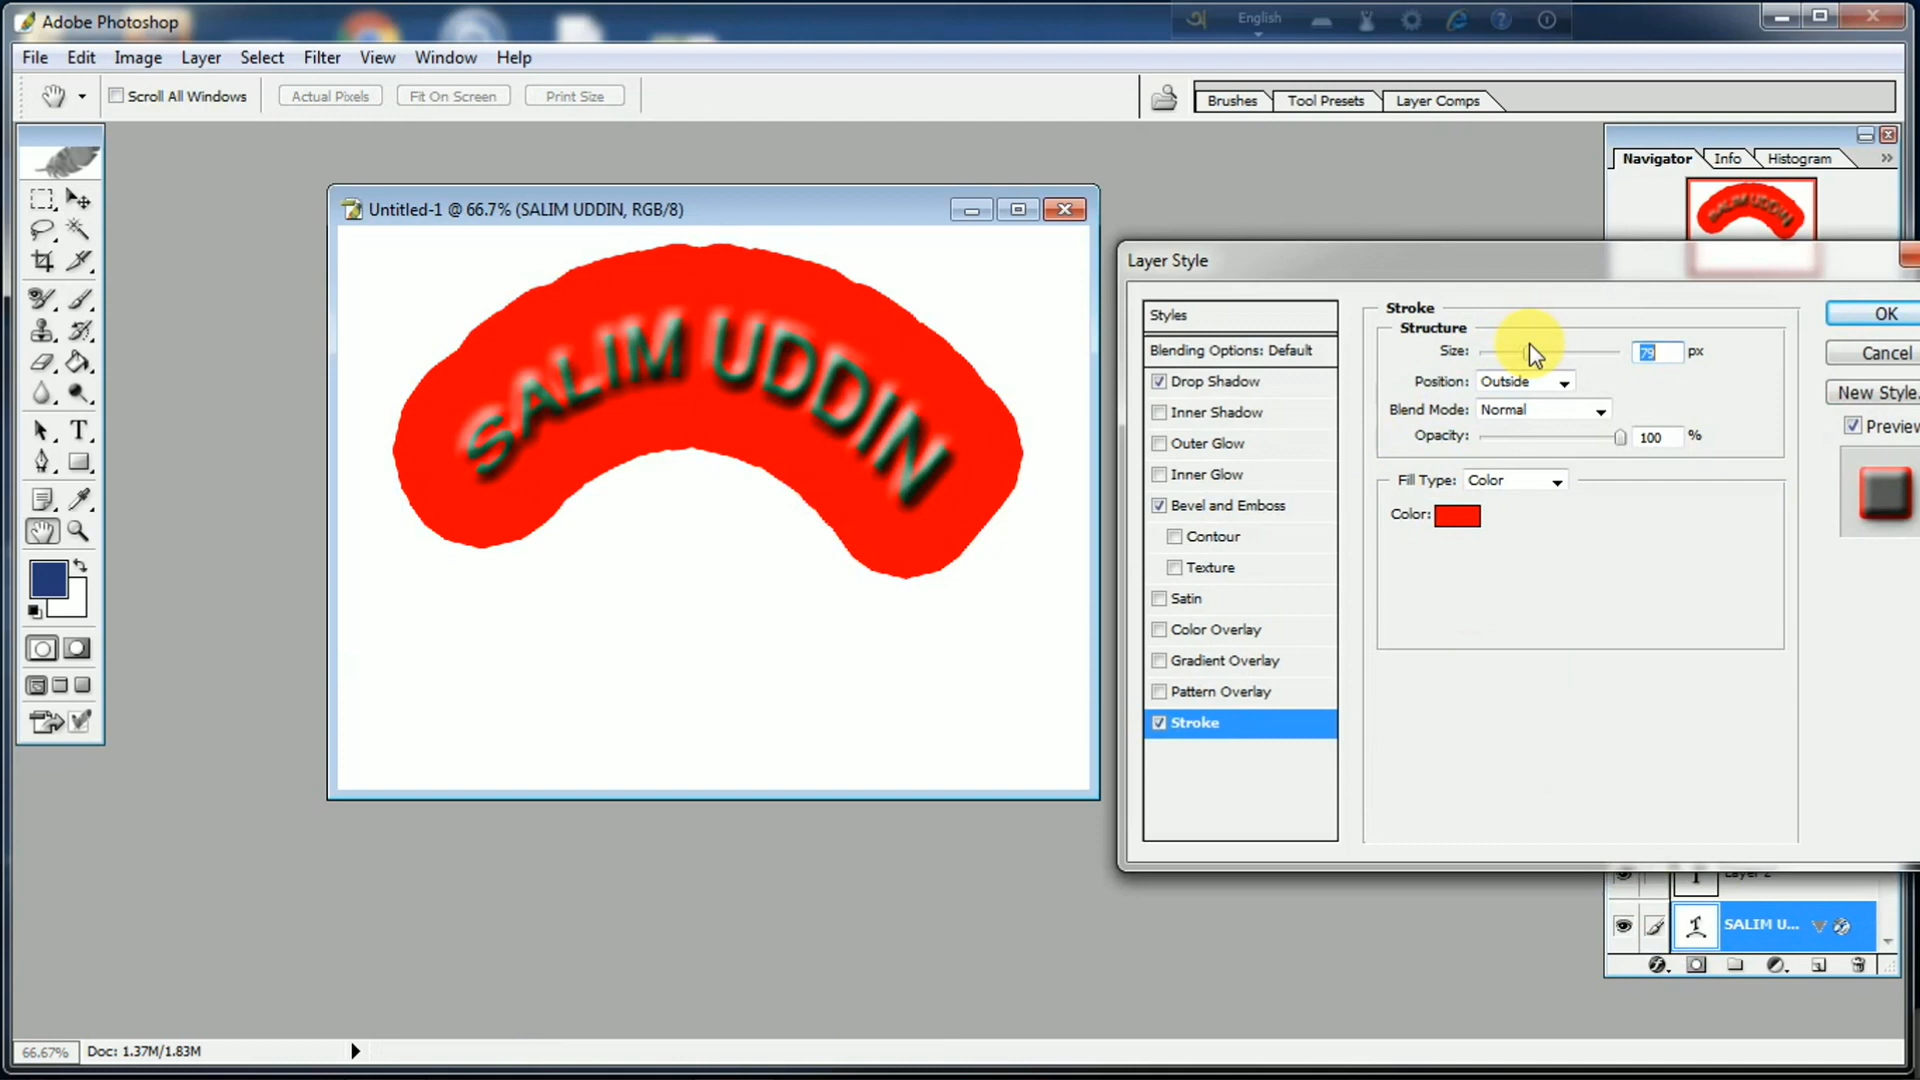 Adobe Photoshop
English
File Edit Image Layer Select Filter View Window Help
Scroll All Windows Actual Pixels Fit On Screen Print Size
Brushes Tool Presets Layer Comps
Navigator Info Histogram
Untitled-1 @ 66.7% (SALIM UDDIN, RGB/8)
SALIM UDDIN
Layer Style
Styles
Blending Options: Default
Drop Shadow
Inner Shadow
Outer Glow
Inner Glow
Bevel and Emboss
Contour
Texture
Satin
Color Overlay
Gradient Overlay
Pattern Overlay
Stroke
Stroke
Structure
Size: 79 px
Position: Outside
Blend Mode: Normal
Opacity: 100 %
Fill Type: Color
Color:
OK
Cancel
New Style.
Preview
SALIM U...
66.67% Doc: 1.37M/1.83M